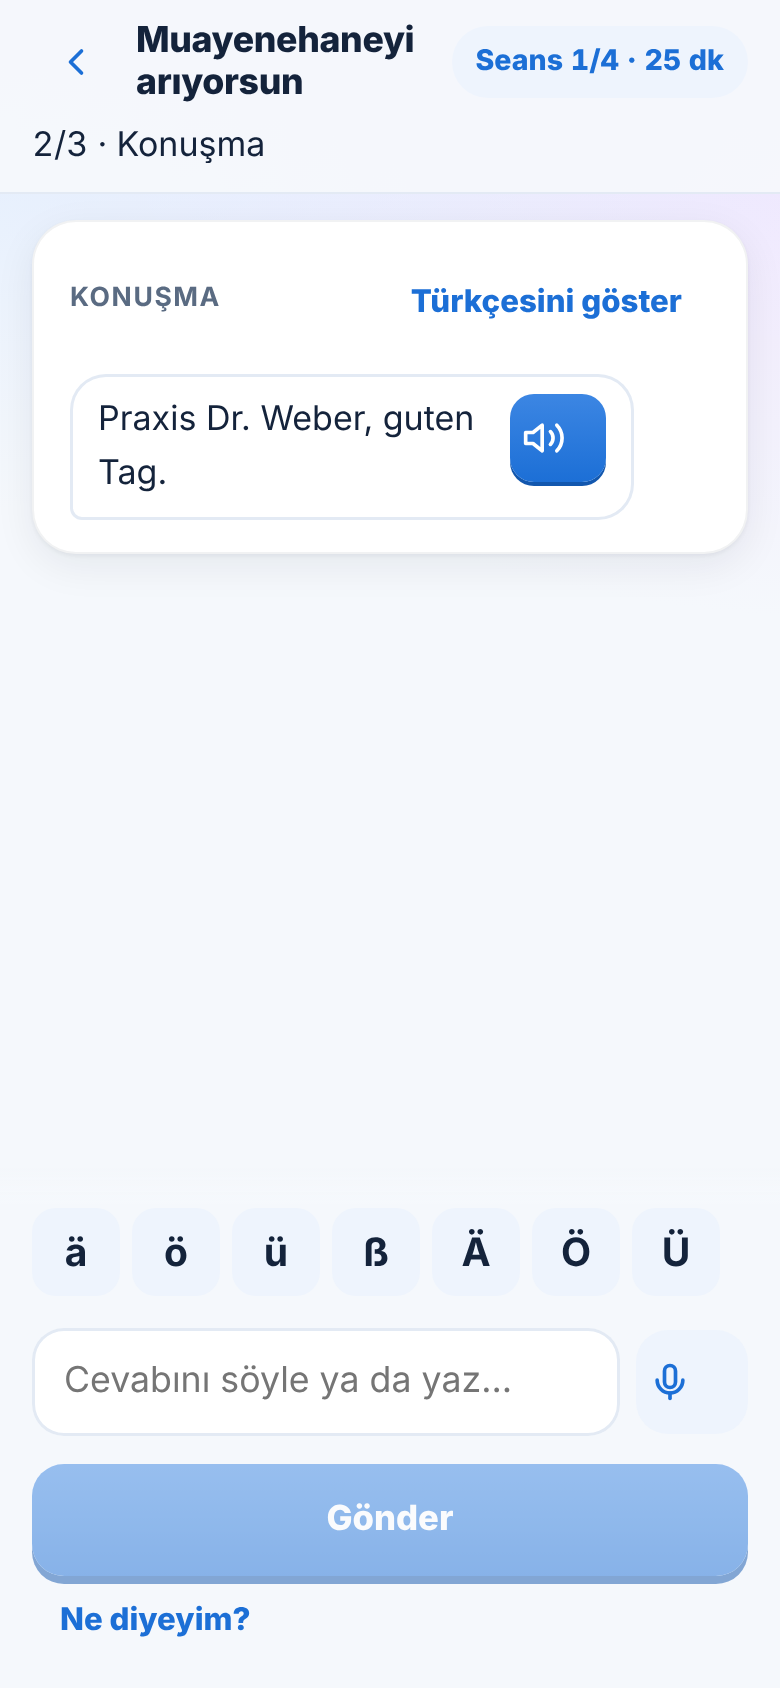 Muayenehaneyi
arıyorsun
Seans 1/4 · 25 dk
2/3 · Konuşma
KONUŞMA
Türkçesini göster
Praxis Dr. Weber, guten
Tag.
ä ö ü ß Ä Ö Ü
Cevabını söyle ya da yaz...
Gönder
Ne diyeyim?